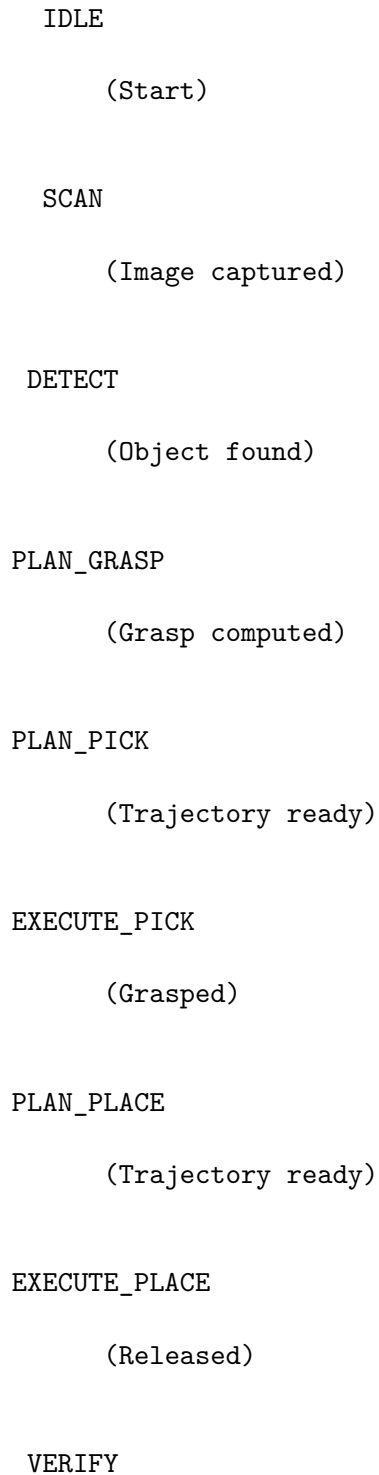 IDLE
(Start)
SCAN
(Image captured)
DETECT
(Object found)
PLAN_GRASP
(Grasp computed)
PLAN_PICK
(Trajectory ready)
EXECUTE_PICK
(Grasped)
PLAN_PLACE
(Trajectory ready)
EXECUTE_PLACE
(Released)
VERIFY